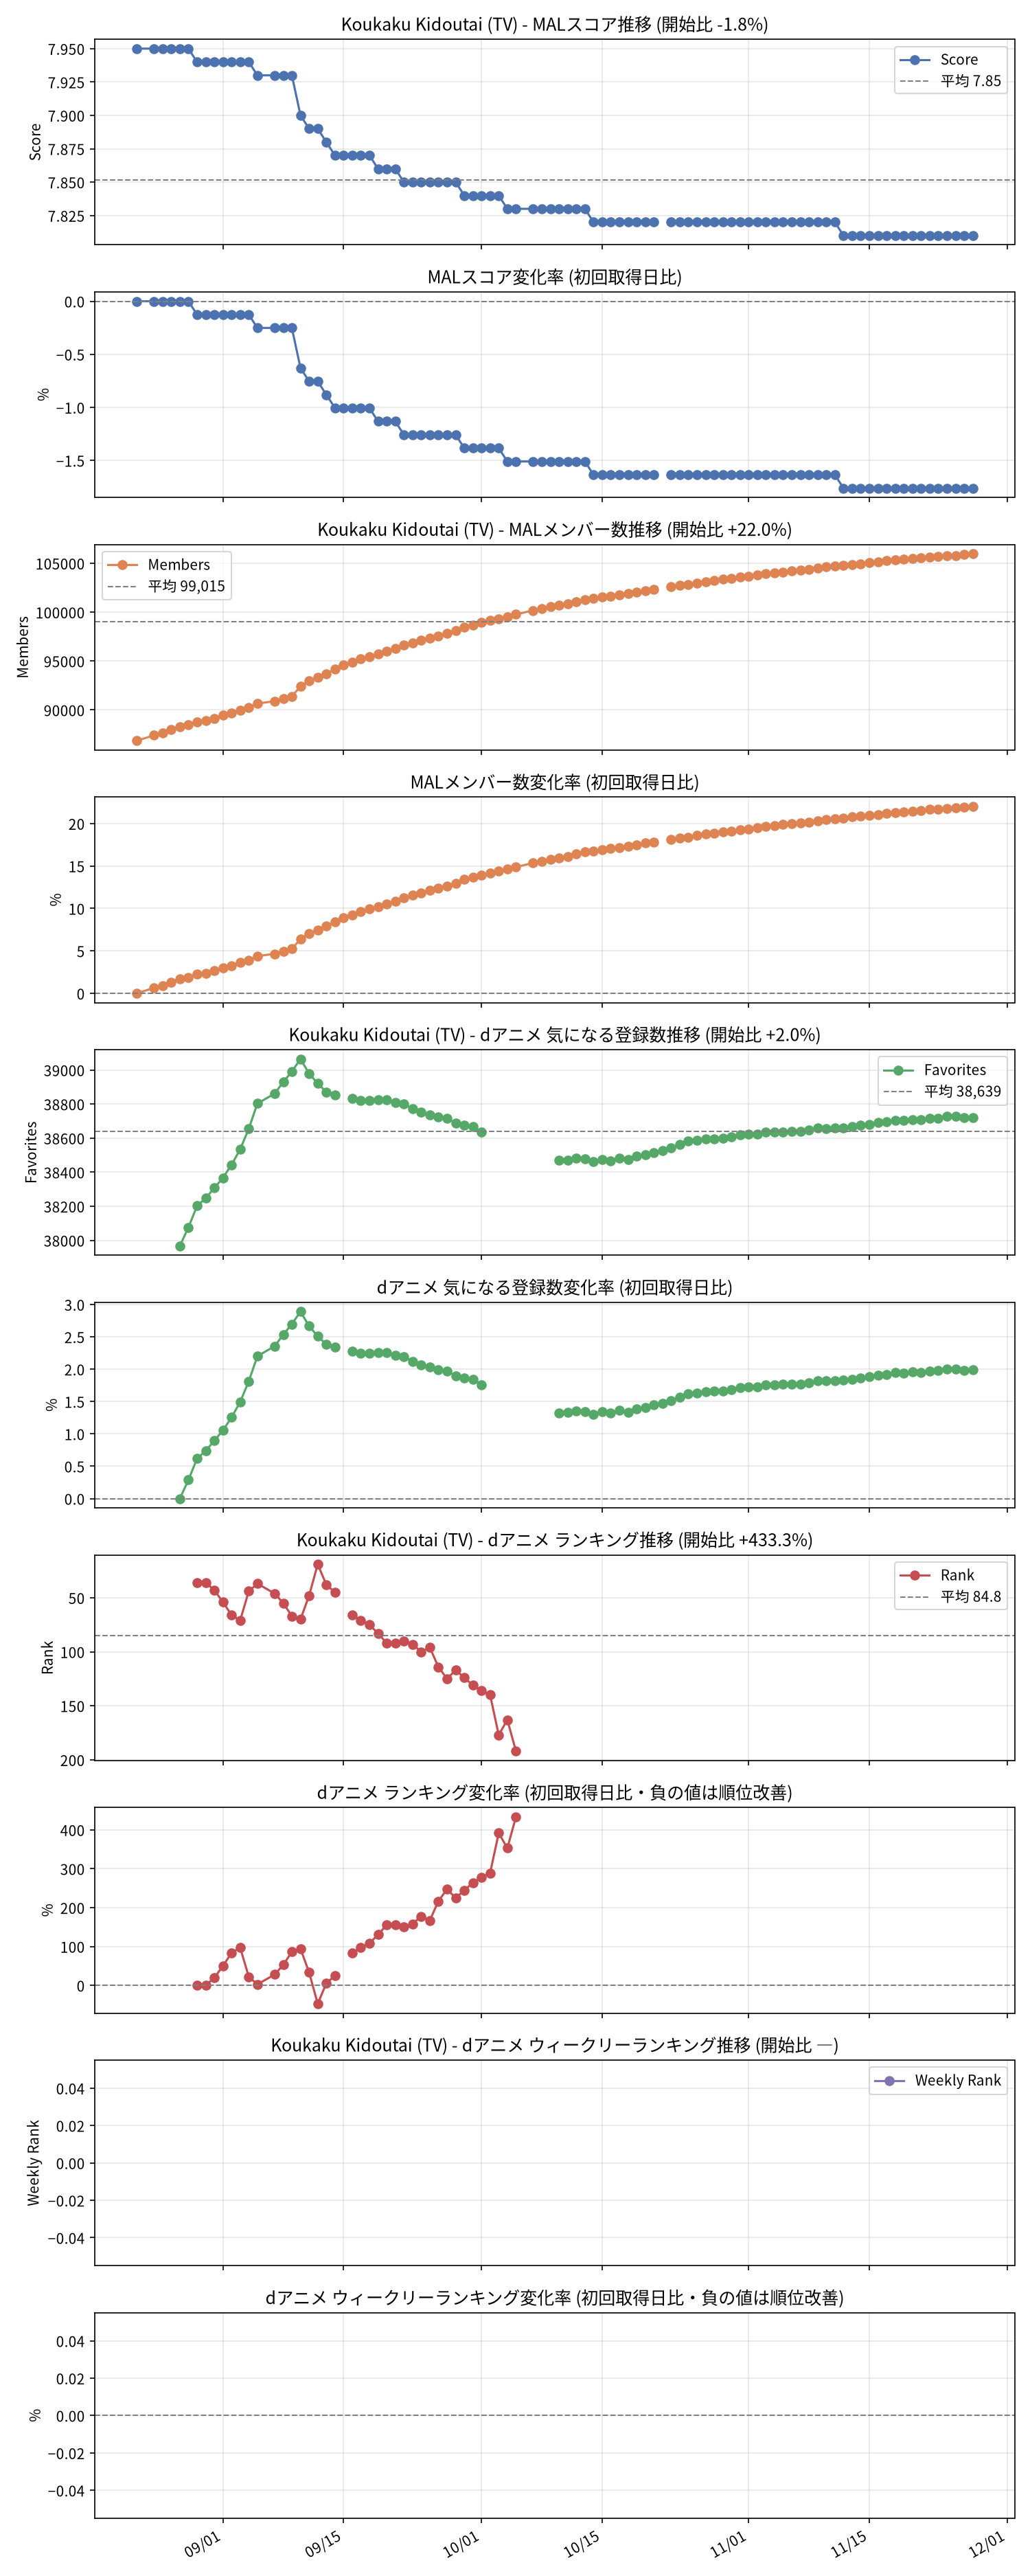 Koukaku Kidoutai (TV) - MALスコア推移 (開始比 -1.8%)
Score
7.950
7.925
7.900
7.875
7.850
7.825
Score
平均 7.85
MALスコア変化率 (初回取得日比)
%
0.0
−0.5
−1.0
−1.5
Koukaku Kidoutai (TV) - MALメンバー数推移 (開始比 +22.0%)
Members
105000
100000
95000
90000
Members
平均 99,015
MALメンバー数変化率 (初回取得日比)
%
20
15
10
5
0
Koukaku Kidoutai (TV) - dアニメ 気になる登録数推移 (開始比 +2.0%)
Favorites
39000
38800
38600
38400
38200
38000
Favorites
平均 38,639
dアニメ 気になる登録数変化率 (初回取得日比)
%
3.0
2.5
2.0
1.5
1.0
0.5
0.0
Koukaku Kidoutai (TV) - dアニメ ランキング推移 (開始比 +433.3%)
Rank
50
100
150
200
Rank
平均 84.8
dアニメ ランキング変化率 (初回取得日比・負の値は順位改善)
%
400
300
200
100
0
Koukaku Kidoutai (TV) - dアニメ ウィークリーランキング推移 (開始比 —)
Weekly Rank
0.04
0.02
0.00
−0.02
−0.04
Weekly Rank
dアニメ ウィークリーランキング変化率 (初回取得日比・負の値は順位改善)
%
0.04
0.02
0.00
−0.02
−0.04
09/01
09/15
10/01
10/15
11/01
11/15
12/01